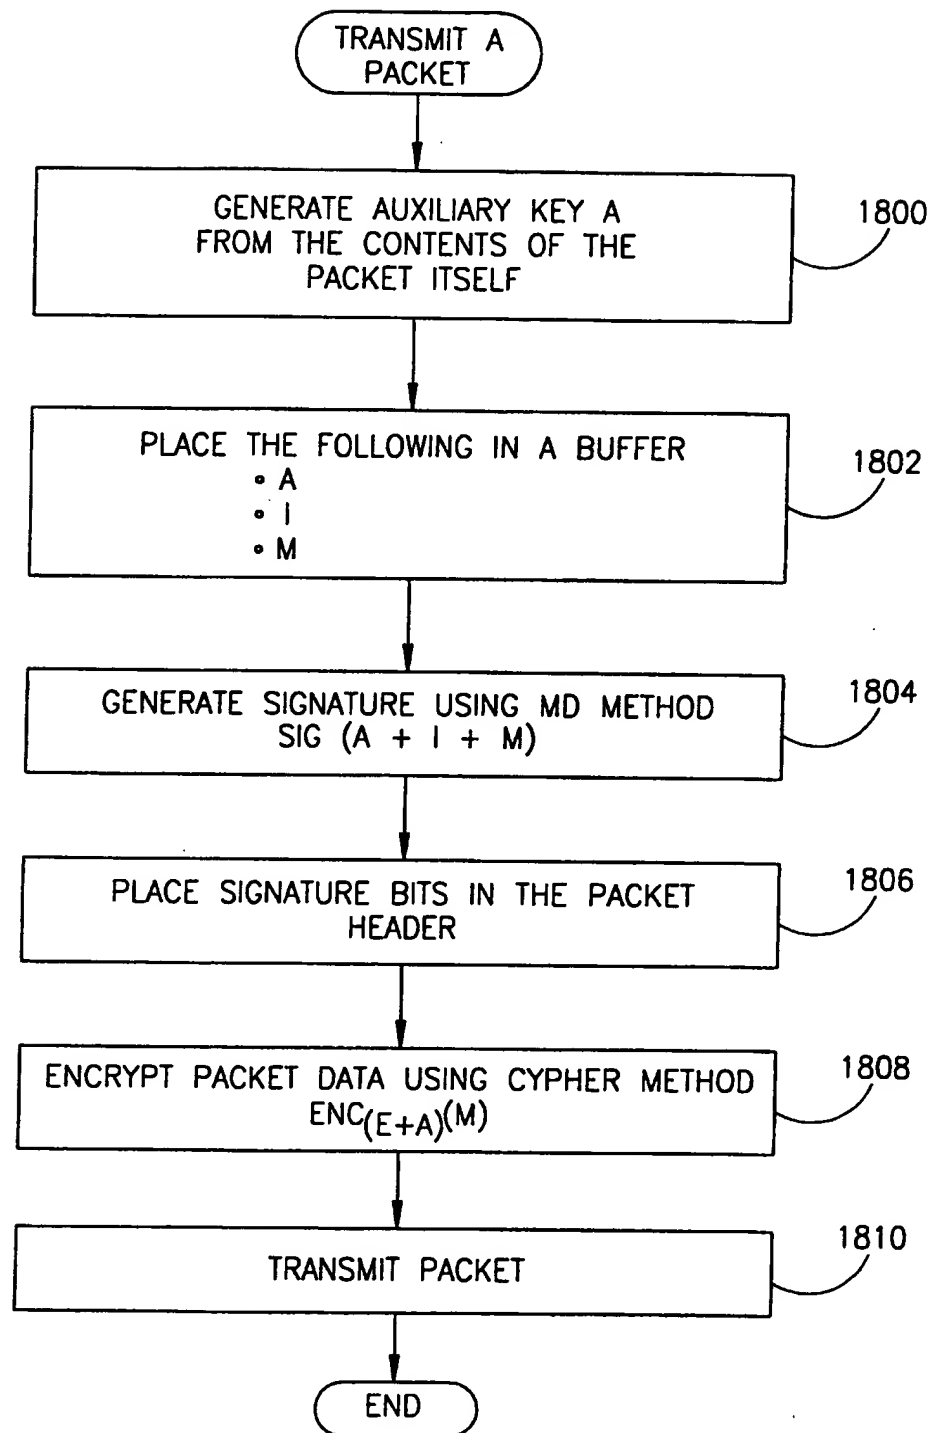 TRANSMIT A
PACKET
GENERATE AUXILIARY KEY A
FROM THE CONTENTS OF THE
PACKET ITSELF
1800
PLACE THE FOLLOWING IN A BUFFER
• A
• I
• M
1802
GENERATE SIGNATURE USING MD METHOD
SIG (A + I + M)
1804
PLACE SIGNATURE BITS IN THE PACKET
HEADER
1806
ENCRYPT PACKET DATA USING CYPHER METHOD
ENC(E+A)(M)
1808
TRANSMIT PACKET
1810
END